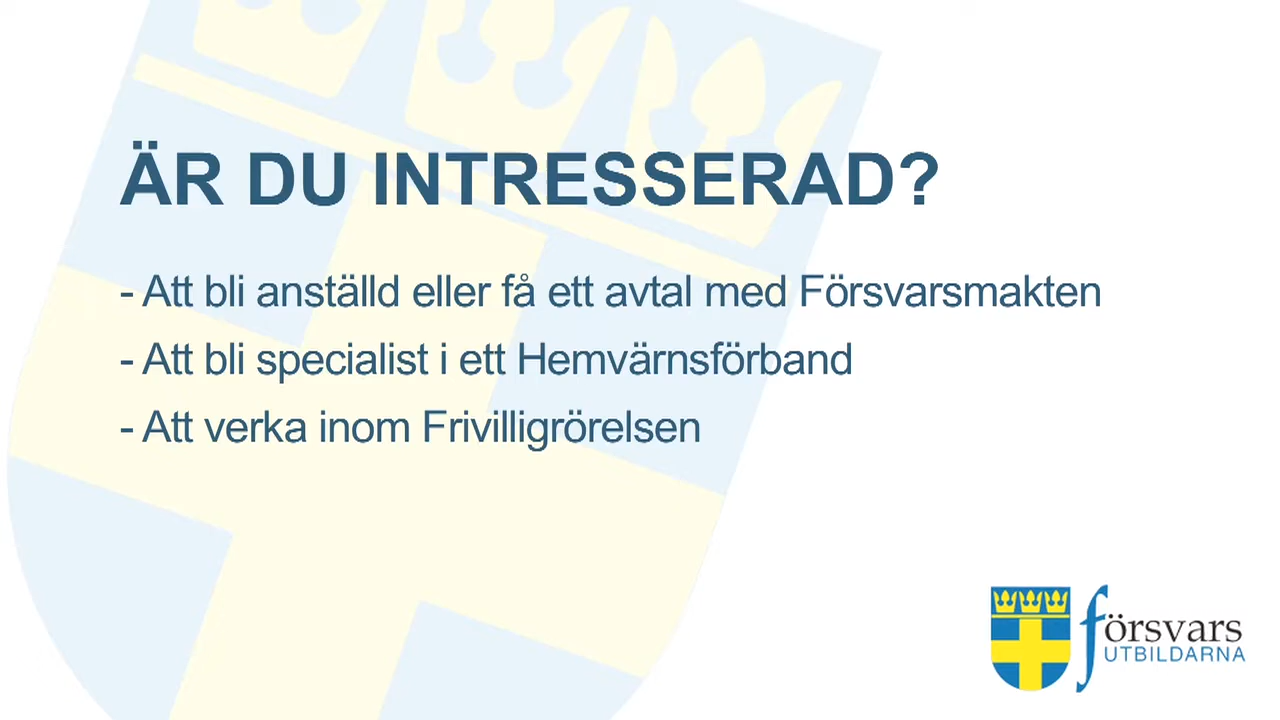 ÄR DU INTRESSERAD?
- Att bli anställd eller få ett avtal med Försvarsmakten
- Att bli specialist i ett Hemvärnsförband
- Att verka inom Frivilligrörelsen
försvars
UTBILDARNA